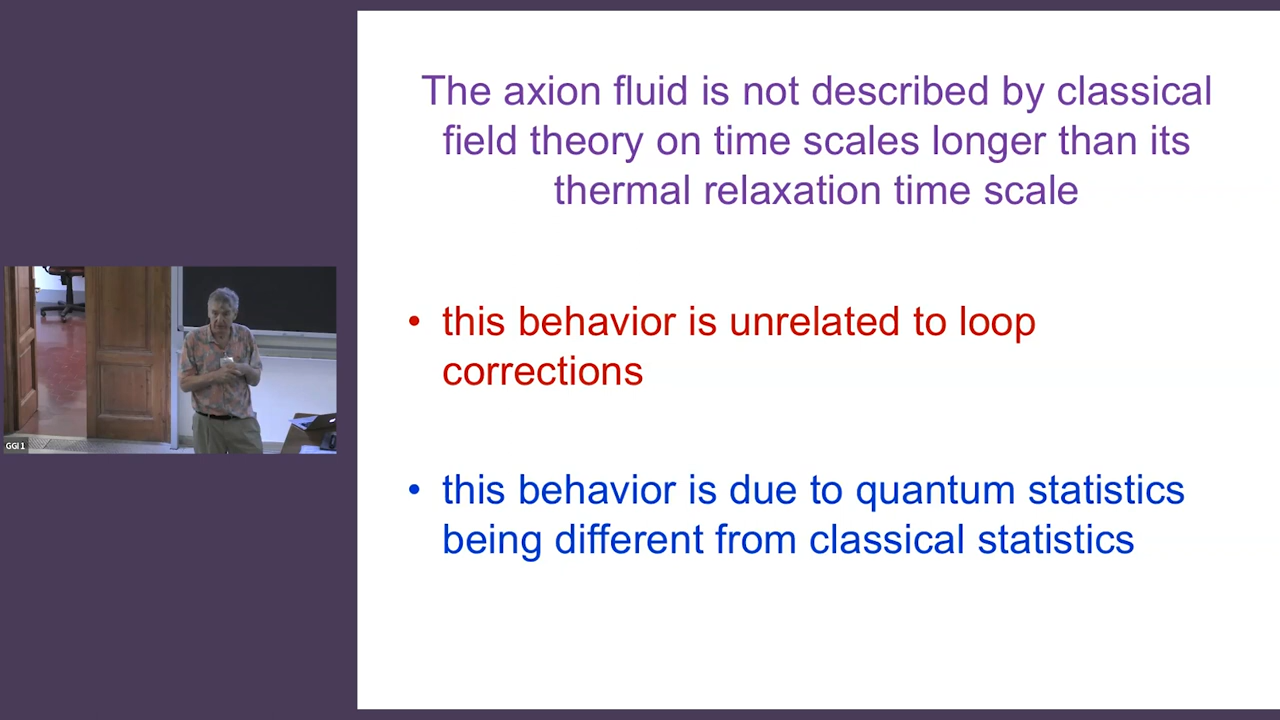 The axion fluid is not described by classical
field theory on time scales longer than its
thermal relaxation time scale
• this behavior is unrelated to loop
corrections
• this behavior is due to quantum statistics
being different from classical statistics
GGI 1